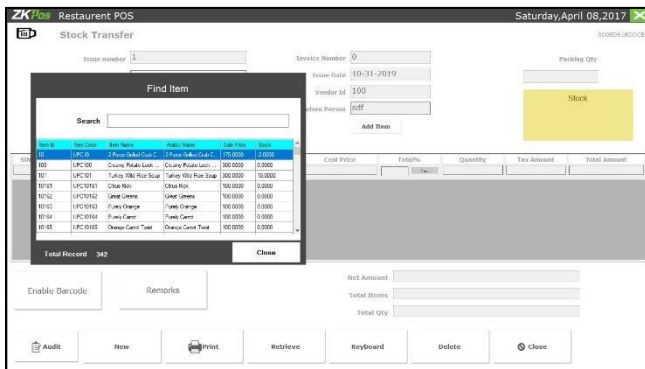 ZKPos Restaurent POS Saturday,April 08,2017
Stock Transfer
Issue number 1 Invoice Number 0 Packing Qty
Issue Date 10-31-2019
Vendor Id 100
Person sdf
Stock
Add Item
Find Item
Search
Item Id Item Code Item Name Arabic Name Sale Price Stock
10 UPC10 2 Piece Grilled Crab C... 2 Piece Grilled Crab C... 175.0000 -2.0000
100 UPC100 Creamy Potato Leek ... Creamy Potato Leek ... 300.0000 0.0000
101 UPC101 Turkey Wild Rice Soup Turkey Wild Rice Soup 300.0000 10.0000
10161 UPC10161 Citrus Kick Citrus Kick 100.0000 0.0000
10162 UPC10162 Great Greens Great Greens 100.0000 0.0000
10163 UPC10163 Purely Orange Purely Orange 100.0000 0.0000
10164 UPC10164 Purely Carrot Purely Carrot 100.0000 0.0000
10165 UPC10165 Orange Carrot Twist Orange Carrot Twist 100.0000 0.0000
Total Record 342 Close
Cost Price Total% Quantity Tax Amount Total Amount
Enable Barcode Remarks
Net Amount
Total Items
Total Qty
Audit New Print Retrieve Keyboard Delete Close